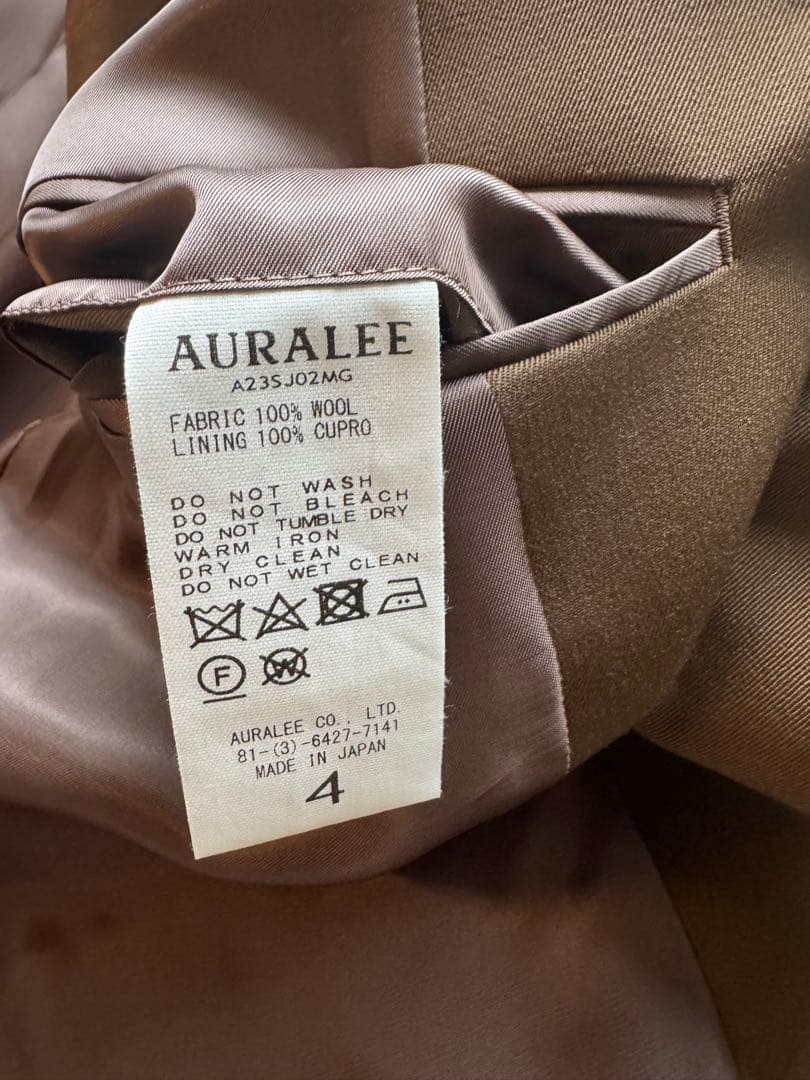 AURALEE
A23SJ02MG
FABRIC 100% WOOL
LINING 100% CUPRO
DO NOT WASH
DO NOT BLEACH
DO NOT TUMBLE DRY
WARM IRON
DRY CLEAN
DO NOT WET CLEAN
F W
AURALEE CO., LTD.
81-(3)-6427-7141
MADE IN JAPAN
4